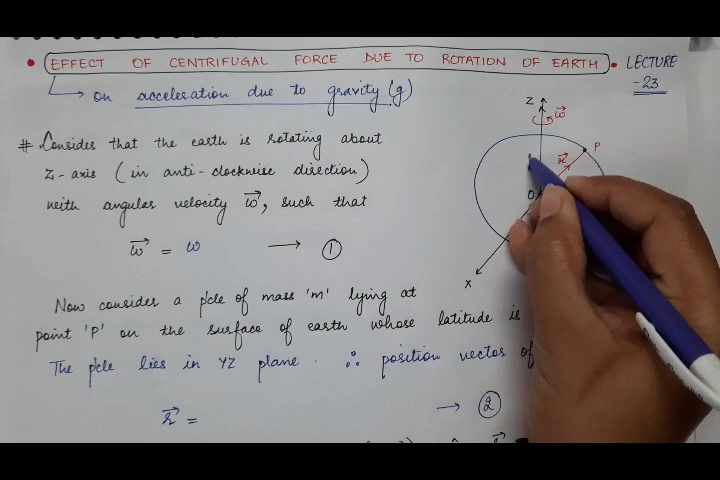 • EFFECT OF CENTRIFUGAL FORCE DUE TO ROTATION OF EARTH •
LECTURE
-23
on acceleration due to gravity (g)
# Consider that the earth is rotating about
Z-axis (in anti-clockwise direction)
with angular velocity ω⃗, such that
ω⃗ = ω → ①
Now consider a p'cle of mass 'm' lying at
point 'P' on the surface of earth whose latitude is
The p'cle lies in YZ plane. ∴ position vector of
r⃗ = → ②
Z
ω⃗
P
r⃗
O
X